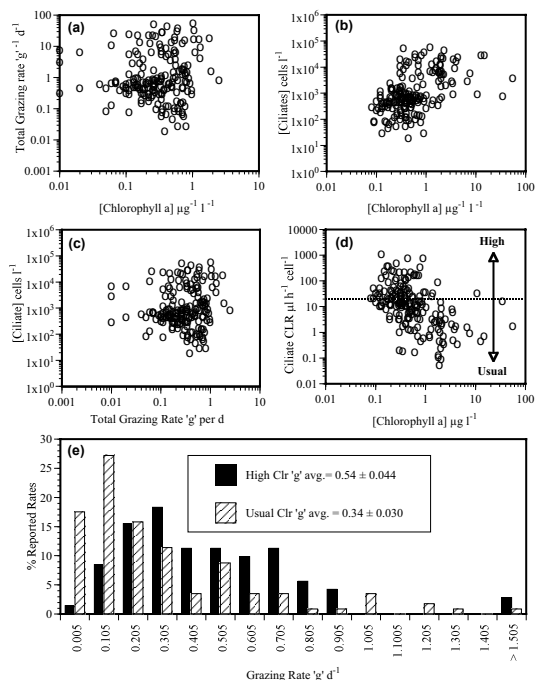 (a)
Total Grazing rate 'g'⁻¹ d⁻¹
100
10
1
0.1
0.01
0.001
0.01 0.1 1 10
[Chlorophyll a] µg⁻¹ l⁻¹
(b)
[Ciliates] cells l⁻¹
1x10⁶
1x10⁵
1x10⁴
1x10³
1x10²
1x10¹
1x10⁰
0.01 0.1 1 10 100
[Chlorophyll a] µg⁻¹ l⁻¹
(c)
[Ciliate] cells l⁻¹
1x10⁶
1x10⁵
1x10⁴
1x10³
1x10²
1x10¹
1x10⁰
0.001 0.01 0.1 1 10
Total Grazing Rate 'g' per d
(d)
Ciliate CLR µl h⁻¹ cell⁻¹
10000
1000
100
10
1
0.1
0.01
High
Usual
0.01 0.1 1 10 100
[Chlorophyll a] µg l⁻¹
(e)
% Reported Rates
30
25
20
15
10
5
0
High Clr 'g' avg.= 0.54 ± 0.044
Usual Clr 'g' avg. = 0.34 ± 0.030
0.005 0.105 0.205 0.305 0.405 0.505 0.605 0.705 0.805 0.905 1.005 1.1005 1.205 1.305 1.405 > 1.505
Grazing Rate 'g' d⁻¹